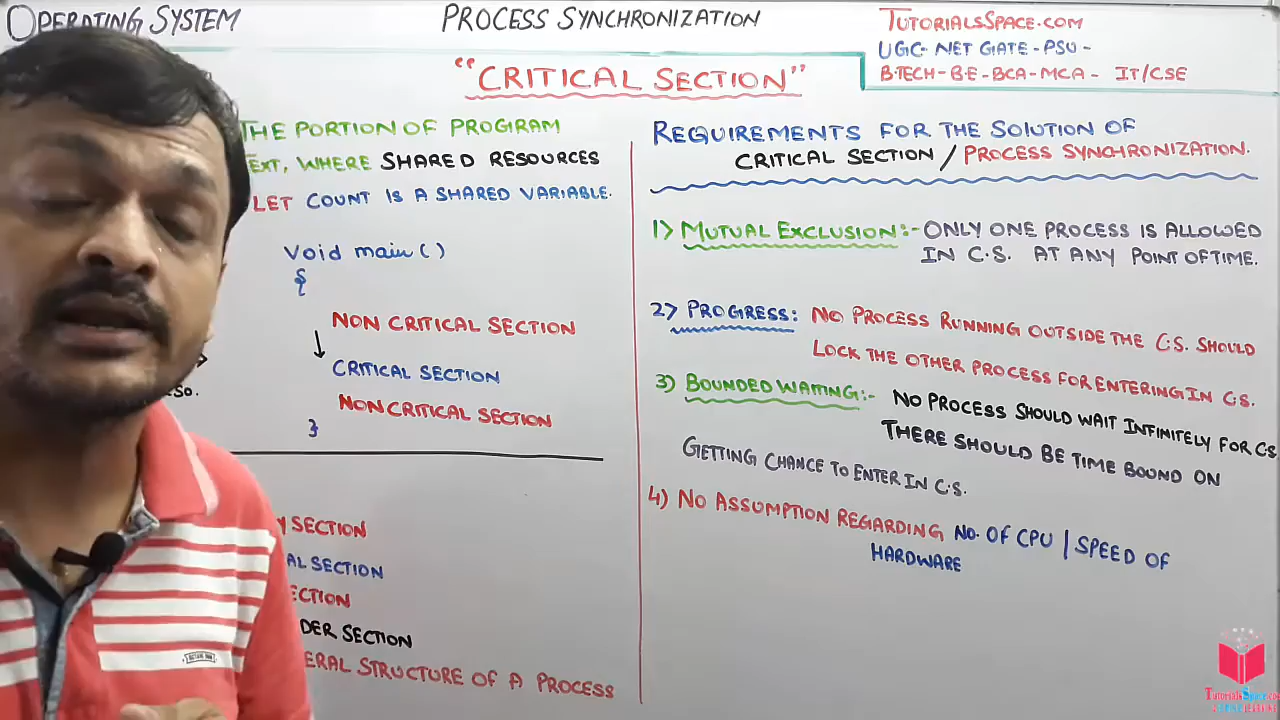 OPERATING SYSTEM
PROCESS SYNCHRONIZATION
TUTORIALSSPACE.COM
UGC-NET GATE-PSU-
B.TECH-B.E-BCA-MCA- IT/CSE
"CRITICAL SECTION"
THE PORTION OF PROGRAM
TEXT, WHERE SHARED RESOURCES
LET COUNT IS A SHARED VARIABLE.
Void main()
{
NON CRITICAL SECTION
CRITICAL SECTION
NON CRITICAL SECTION
}
SO.
SECTION
AL SECTION
ECTION
DER SECTION
ERAL STRUCTURE OF A PROCESS
REQUIREMENTS FOR THE SOLUTION OF
CRITICAL SECTION / PROCESS SYNCHRONIZATION.
1) MUTUAL EXCLUSION:- ONLY ONE PROCESS IS ALLOWED
IN C.S. AT ANY POINT OF TIME.
2) PROGRESS: NO PROCESS RUNNING OUTSIDE THE C.S. SHOULD
LOCK THE OTHER PROCESS FOR ENTERING IN C.S.
3) BOUNDED WAITING:- NO PROCESS SHOULD WAIT INFINITELY FOR CS
THERE SHOULD BE TIME BOUND ON
GETTING CHANCE TO ENTER IN C.S.
4) NO ASSUMPTION REGARDING NO. OF CPU | SPEED OF
HARDWARE
TutorialsSpace.com